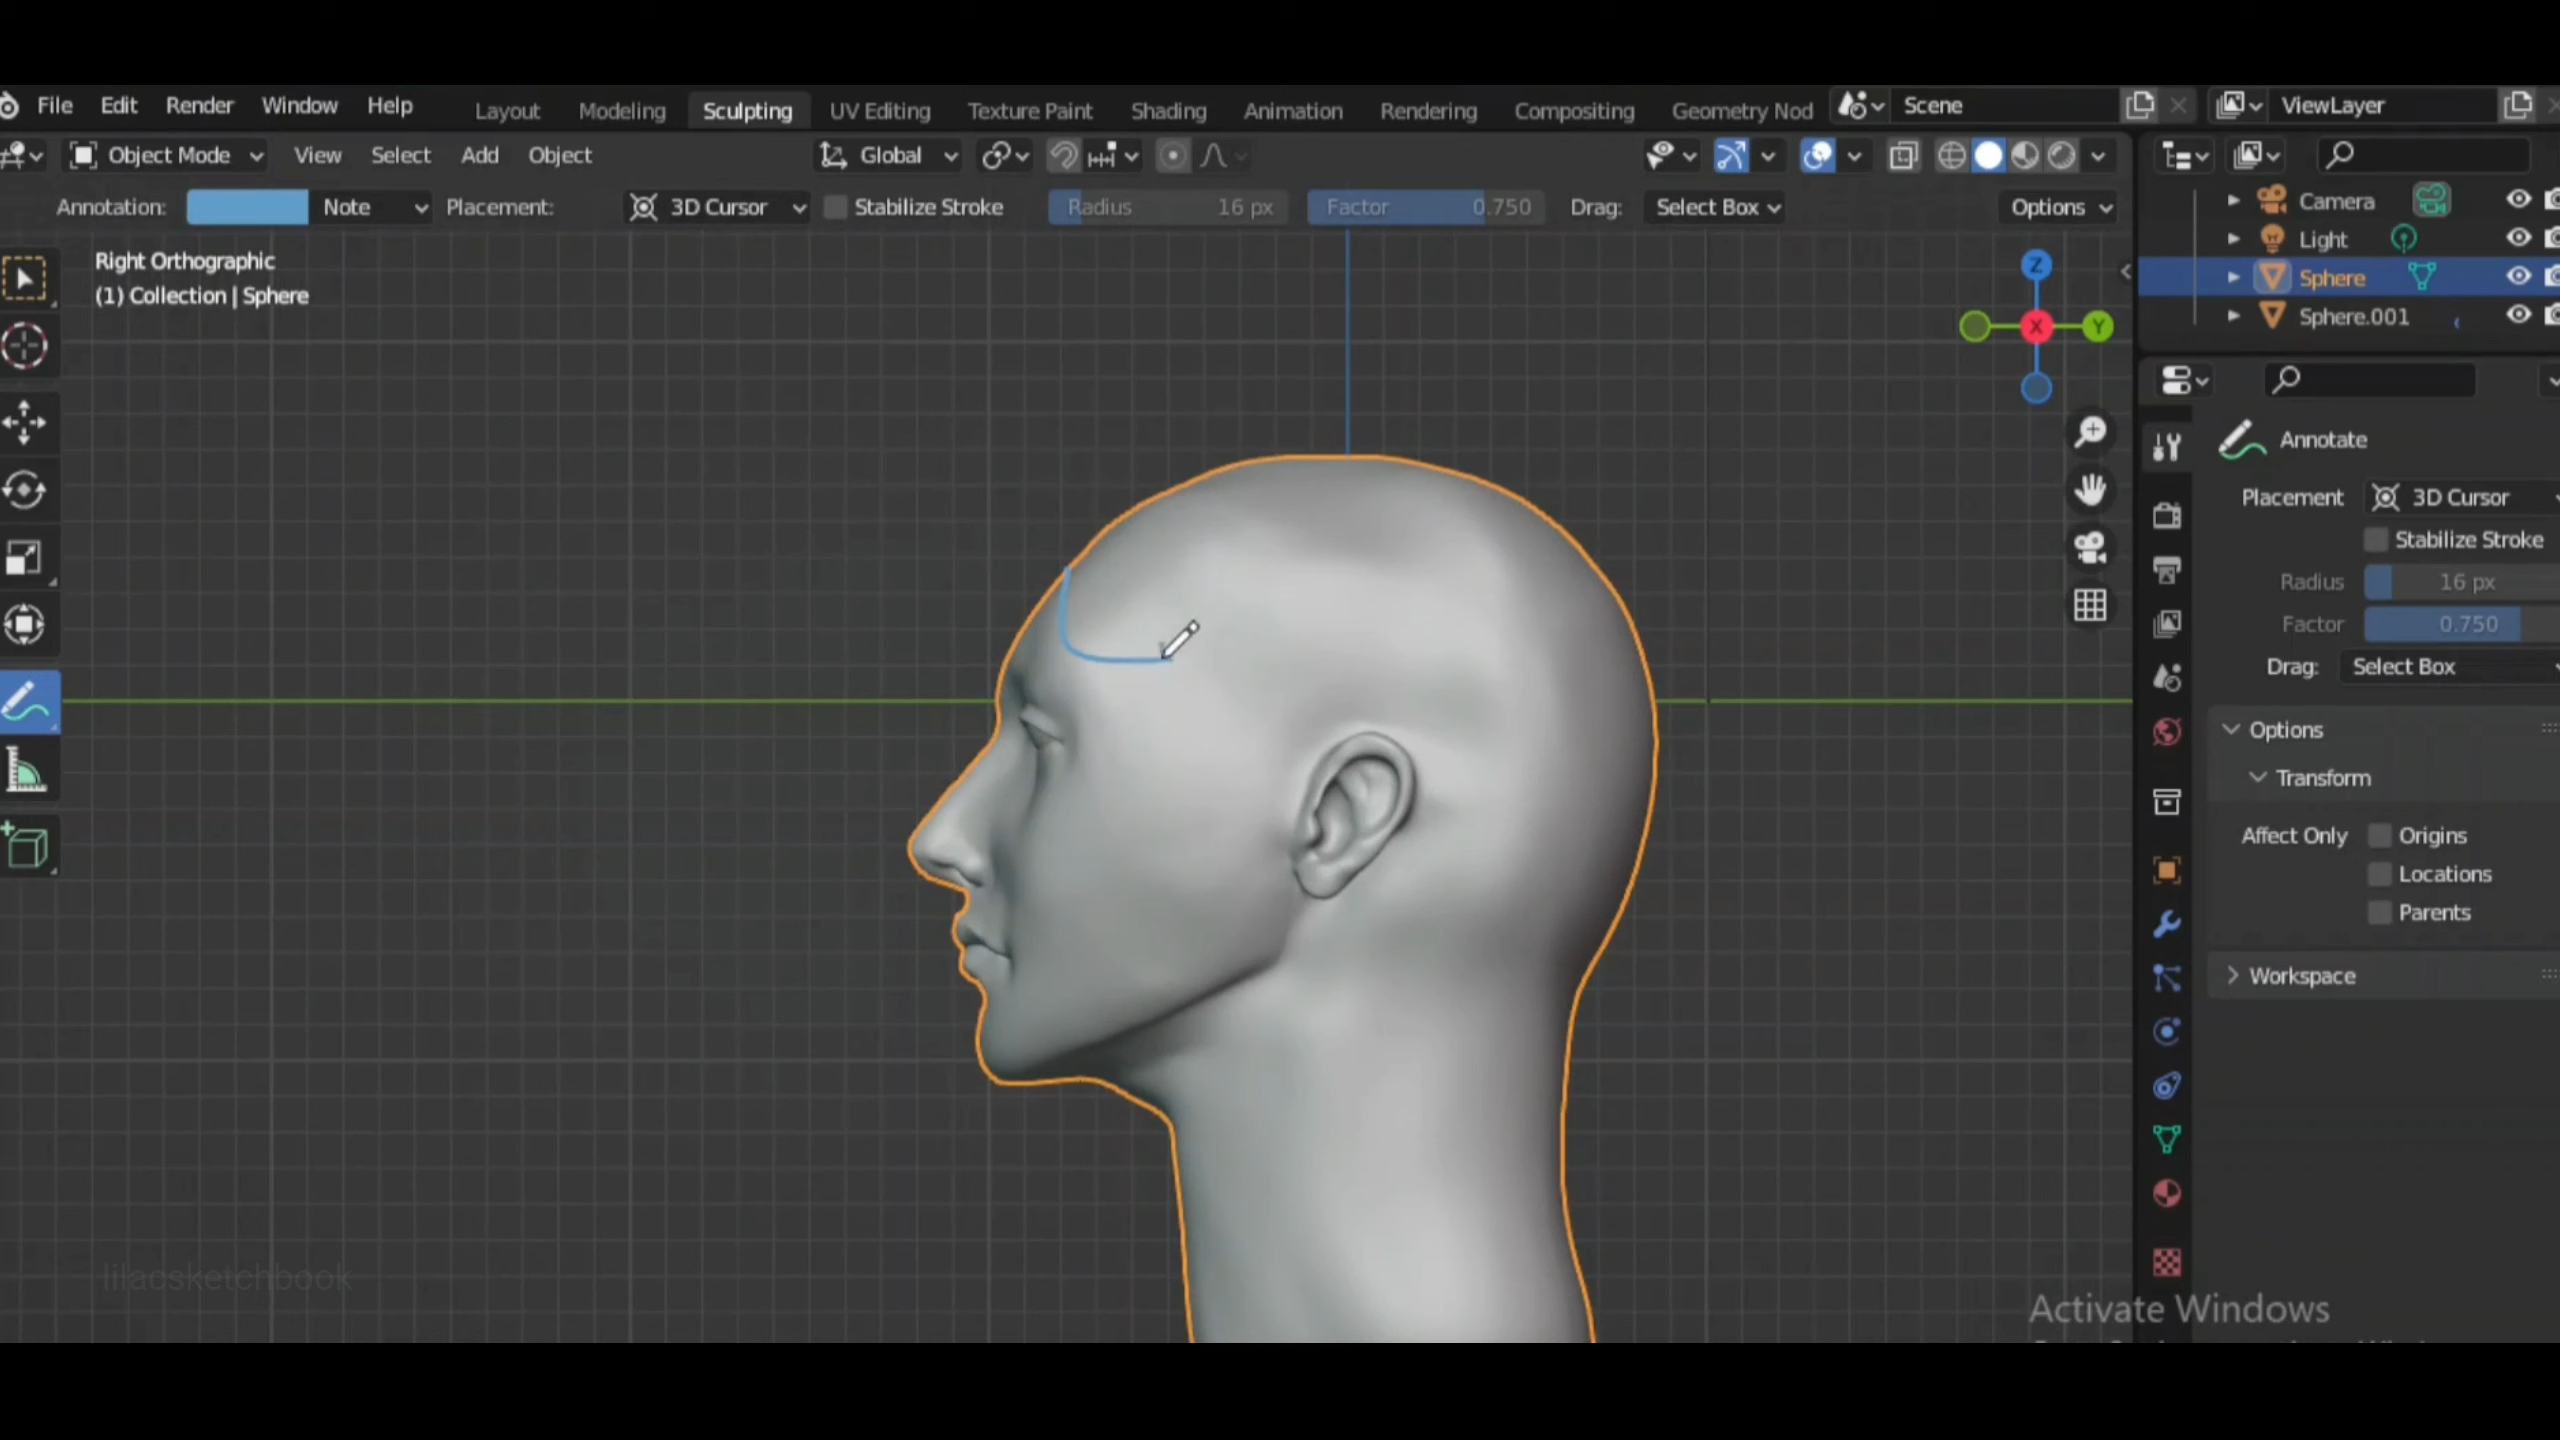 File Edit Render Window Help Layout Modeling Sculpting UV Editing Texture Paint Shading Animation Rendering Compositing Geometry Nod Scene ViewLayer
Object Mode View Select Add Object Global
Annotation: Note Placement: 3D Cursor Stabilize Stroke Radius 16 px Factor 0.750 Drag: Select Box Options
Right Orthographic
(1) Collection | Sphere
Z
X
Y
Camera
Light
Sphere
Sphere.001
Annotate
Placement 3D Cursor
Stabilize Stroke
Radius 16 px
Factor 0.750
Drag: Select Box
Options
Transform
Affect Only Origins
Locations
Parents
Workspace
lilacsketchbook
Activate Windows